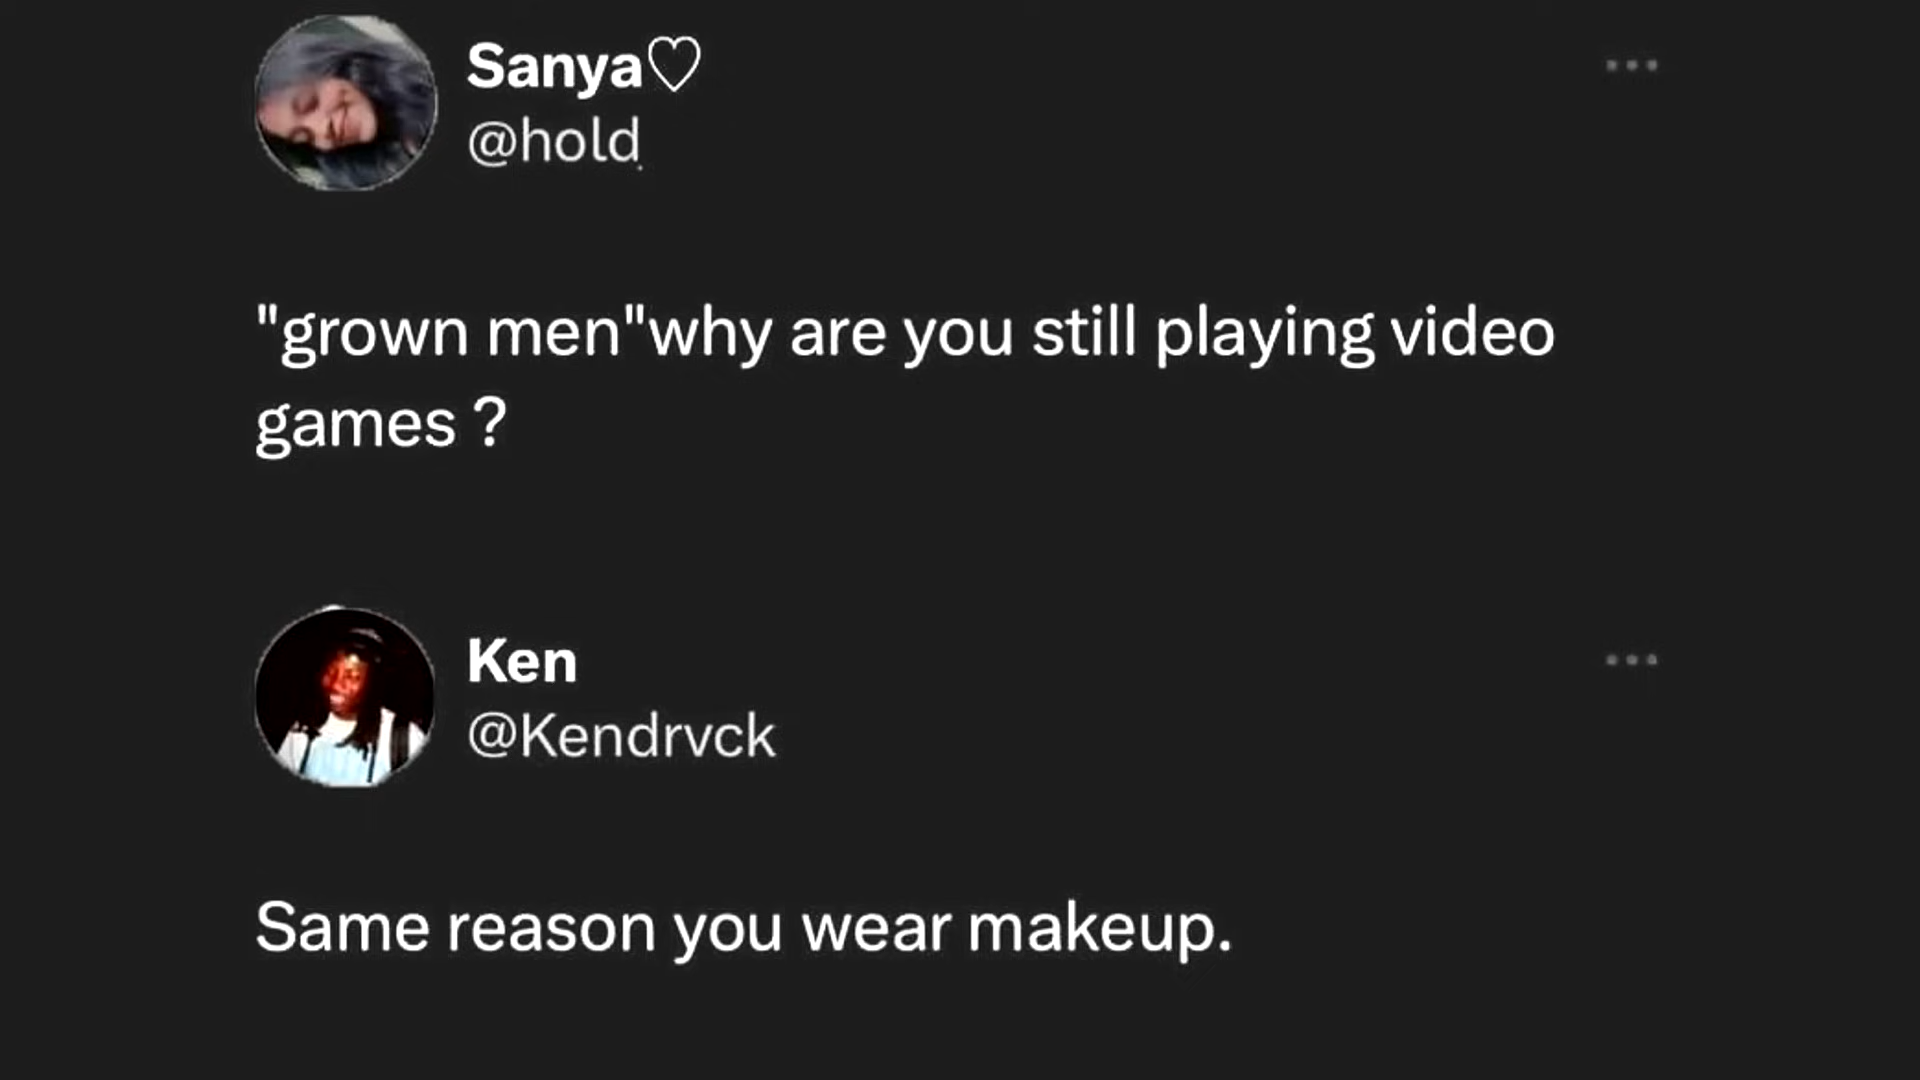 Sanya♡
@hold
"grown men"why are you still playing video
games ?
Ken
@Kendrvck
Same reason you wear makeup.